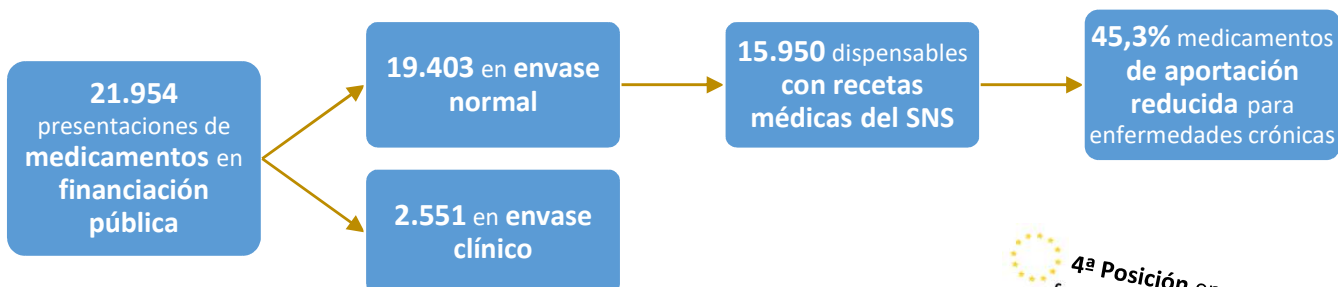 21.954
presentaciones de
medicamentos en
financiación
pública
19.403 en envase
normal
2.551 en envase
clínico
15.950 dispensables
con recetas
médicas del SNS
45,3% medicamentos
de aportación
reducida para
enfermedades crónicas
4ª Posición en